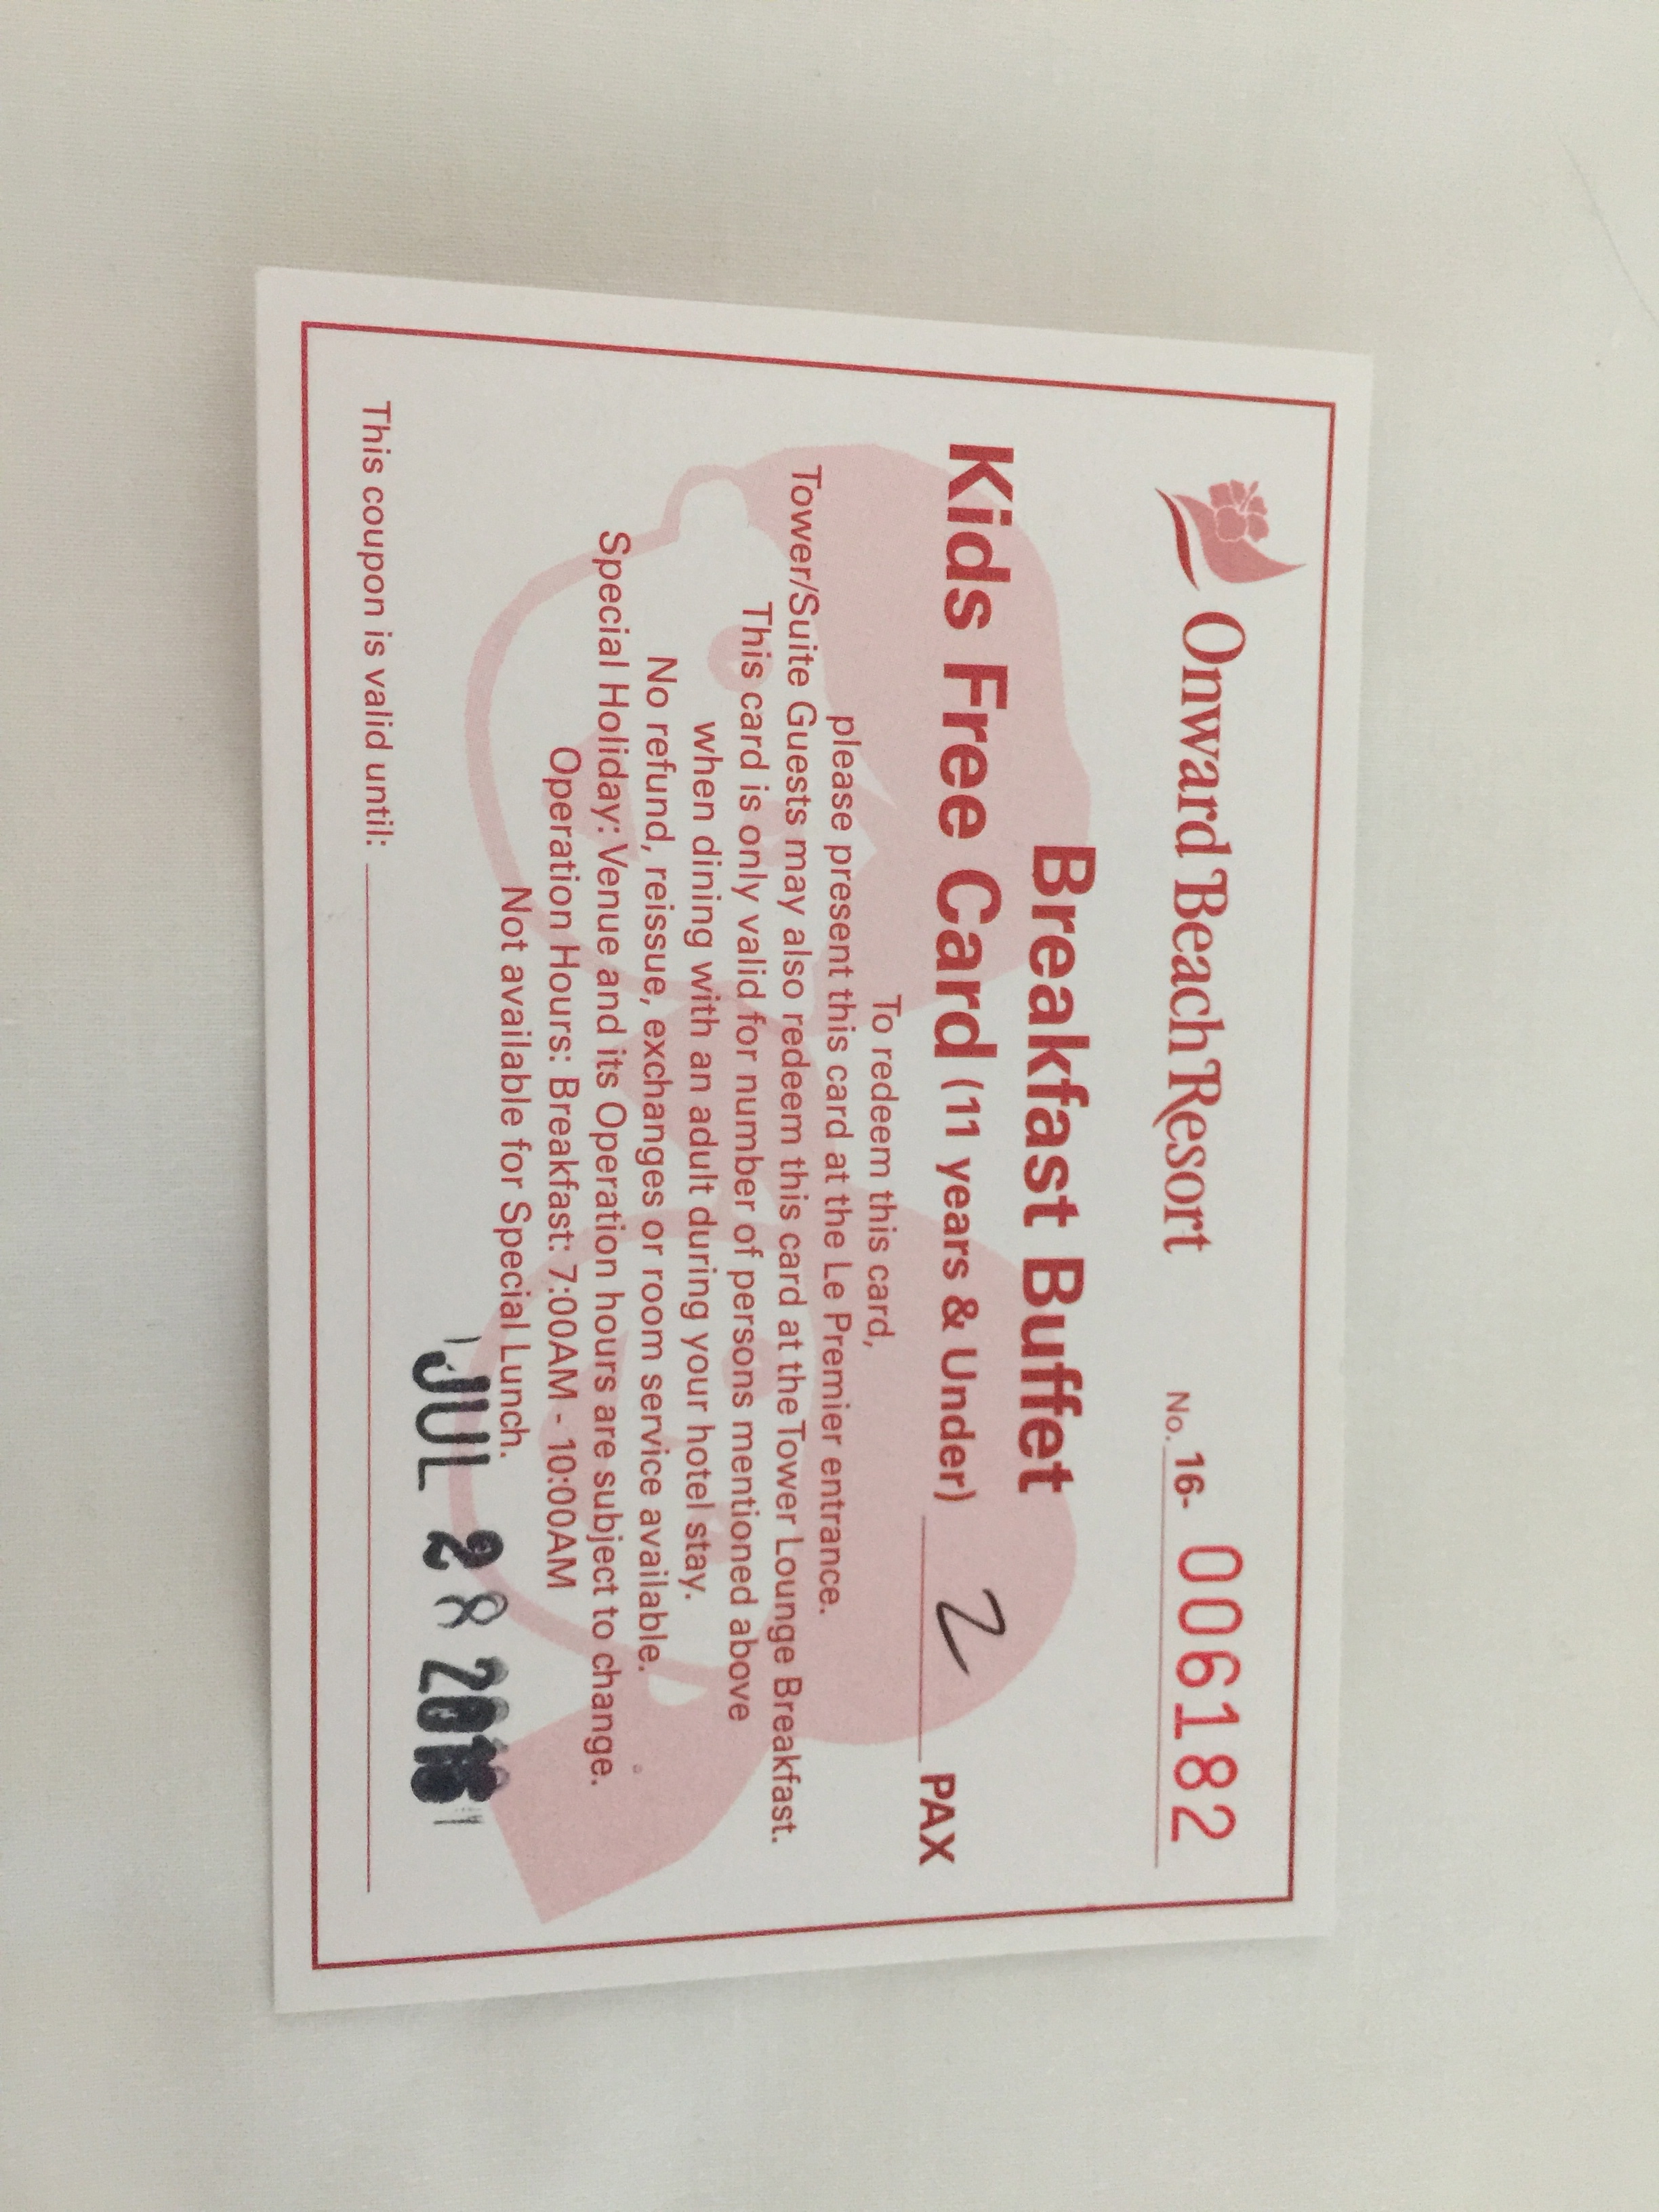 Onward Beach Resort
No. 16- 006182
Breakfast Buffet
Kids Free Card (11 years & Under) 2 PAX
To redeem this card,
please present this card at the Le Premier entrance.
Tower/Suite Guests may also redeem this card at the Tower Lounge Breakfast.
This card is only valid for number of persons mentioned above
when dining with an adult during your hotel stay.
No refund, reissue, exchanges or room service available.
Special Holiday: Venue and its Operation hours are subject to change.
Operation Hours: Breakfast: 7:00AM - 10:00AM
Not available for Special Lunch.
This coupon is valid until: JUL 28